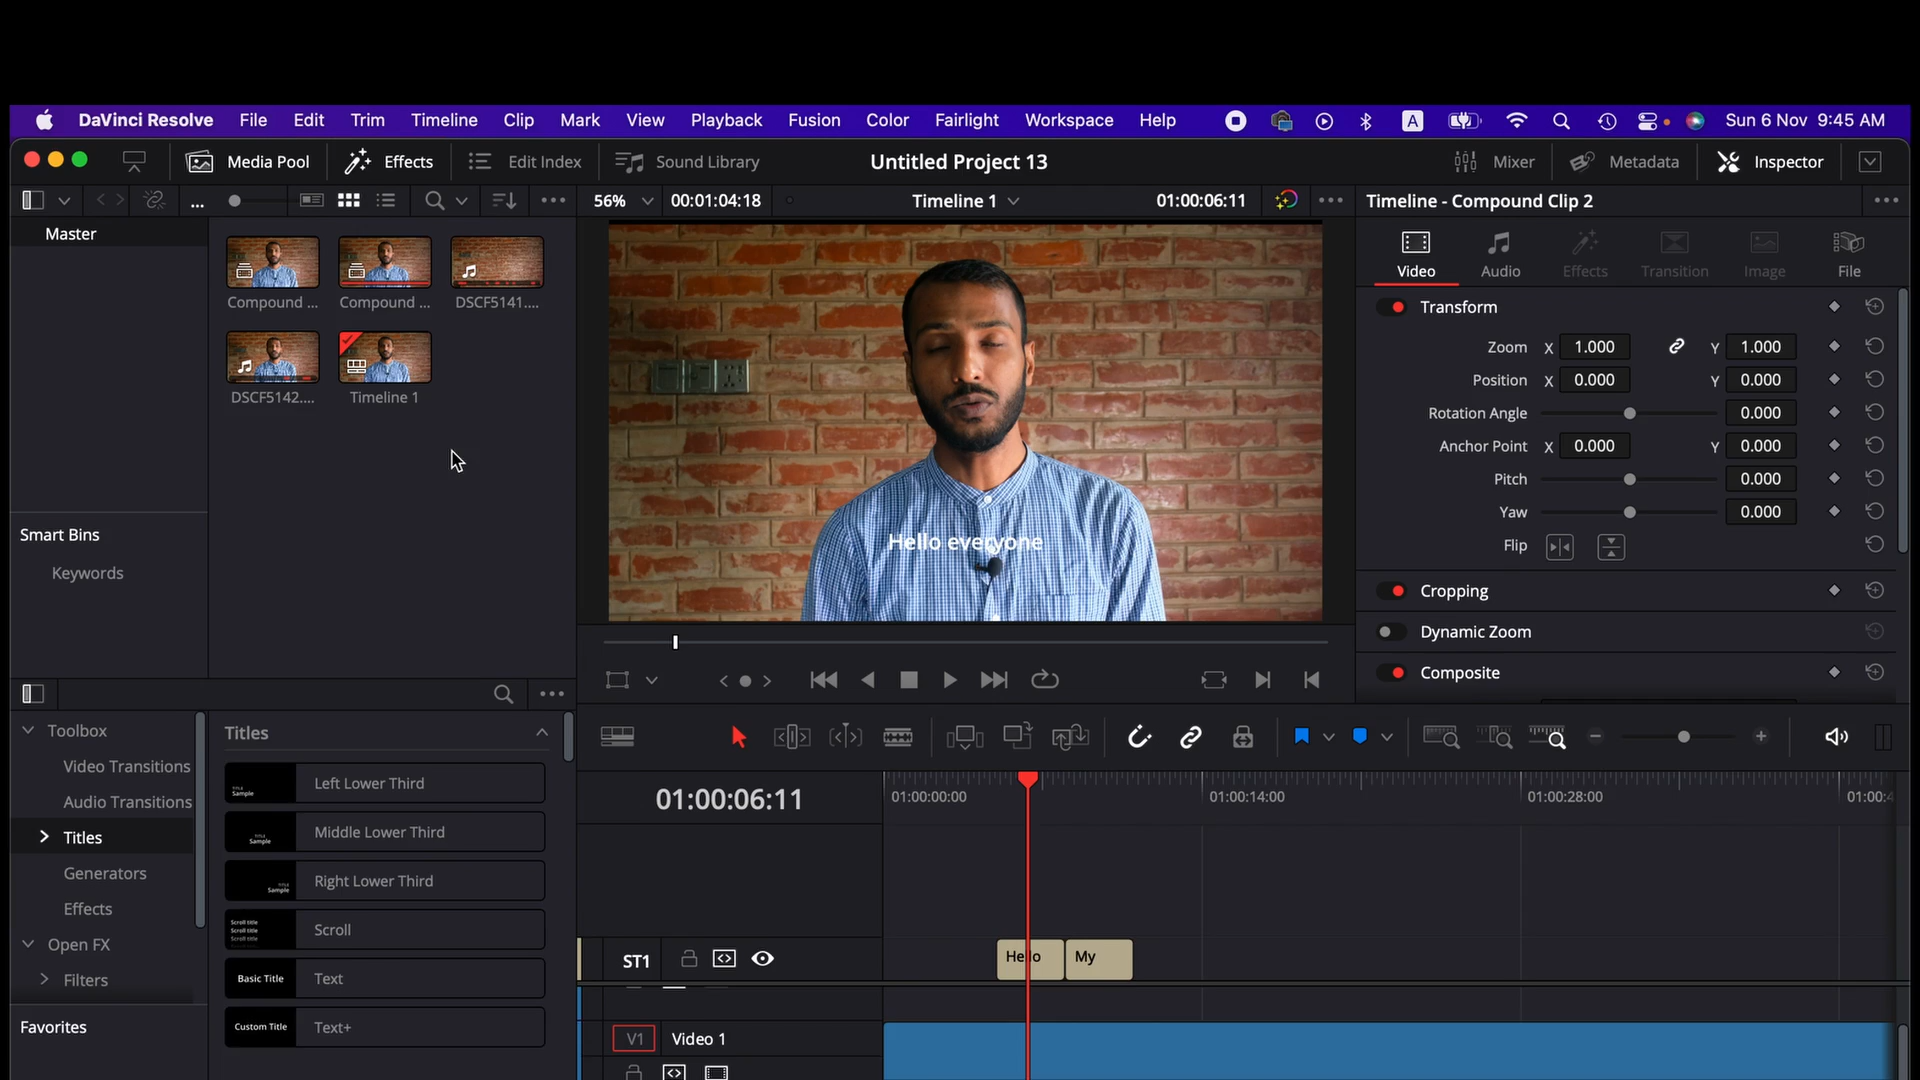 DaVinci Resolve File Edit Trim Timeline Clip Mark View Playback Fusion Color Fairlight Workspace Help A Sun 6 Nov 9:45 AM
Media Pool Effects Edit Index Sound Library Untitled Project 13 Mixer Metadata Inspector
... 56% 00:01:04:18 Timeline 1 01:00:06:11 Timeline - Compound Clip 2
Master
Compound ... Compound ... DSCF5141....
DSCF5142.... Timeline 1
Smart Bins
Keywords
Hello everyone
Video Audio Effects Transition Image File
Transform
Zoom X 1.000 Y 1.000
Position X 0.000 Y 0.000
Rotation Angle 0.000
Anchor Point X 0.000 Y 0.000
Pitch 0.000
Yaw 0.000
Flip
Cropping
Dynamic Zoom
Composite
Toolbox
Video Transitions
Audio Transitions
Titles
Generators
Effects
Open FX
Filters
Favorites
Titles
Sample Left Lower Third
Sample Middle Lower Third
Sample Right Lower Third
Scroll title
Scroll title
Scroll title
Scroll
Basic Title Text
Custom Title Text+
01:00:06:11 01:00:00:00 01:00:14:00 01:00:28:00 01:00:4
ST1 Hello My
V1 Video 1